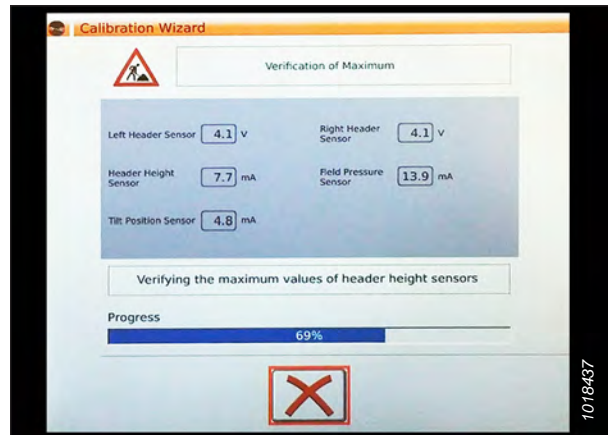 Calibration Wizard
Verification of Maximum
Left Header Sensor 4.1 V
Right Header Sensor 4.1 V
Header Height Sensor 7.7 mA
Field Pressure Sensor 13.9 mA
Tilt Position Sensor 4.8 mA
Verifying the maximum values of header height sensors
Progress
69%
1018437